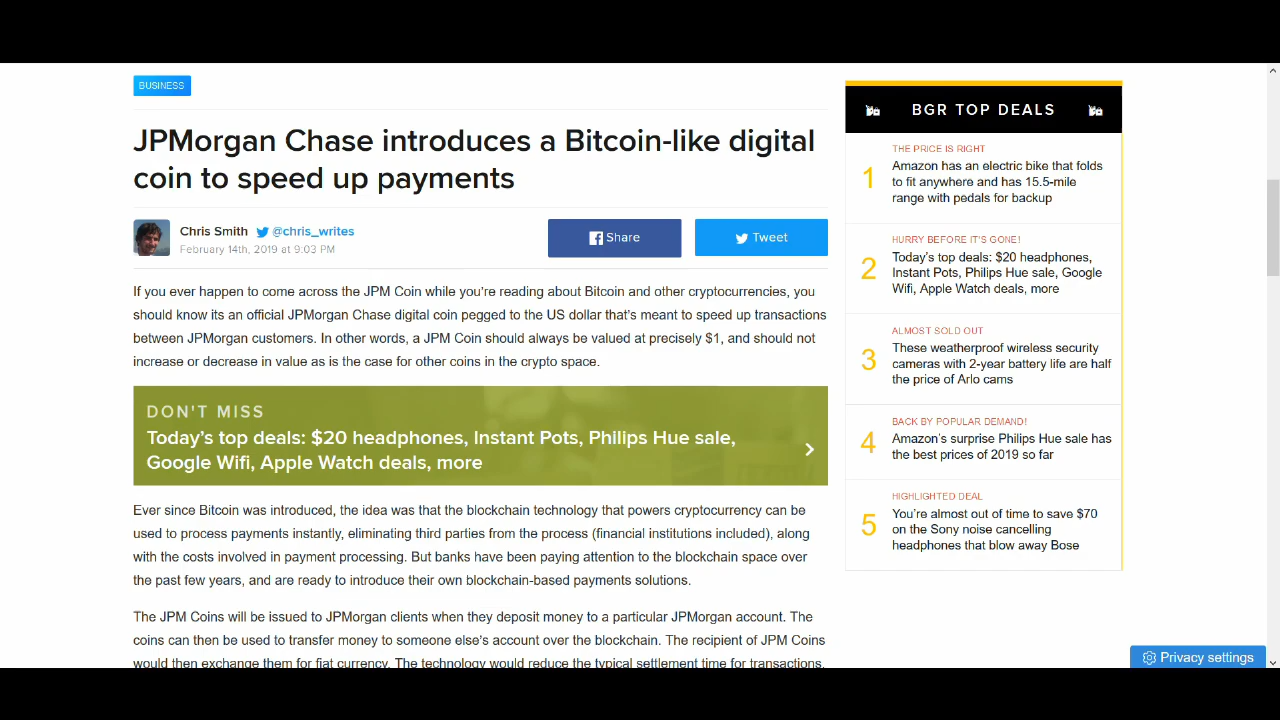 BUSINESS
JPMorgan Chase introduces a Bitcoin-like digital
coin to speed up payments
Chris Smith @chris_writes
February 14th, 2019 at 9:03 PM
Share
Tweet
If you ever happen to come across the JPM Coin while you're reading about Bitcoin and other cryptocurrencies, you
should know its an official JPMorgan Chase digital coin pegged to the US dollar that's meant to speed up transactions
between JPMorgan customers. In other words, a JPM Coin should always be valued at precisely $1, and should not
increase or decrease in value as is the case for other coins in the crypto space.
DON'T MISS
Today's top deals: $20 headphones, Instant Pots, Philips Hue sale,
Google Wifi, Apple Watch deals, more
Ever since Bitcoin was introduced, the idea was that the blockchain technology that powers cryptocurrency can be
used to process payments instantly, eliminating third parties from the process (financial institutions included), along
with the costs involved in payment processing. But banks have been paying attention to the blockchain space over
the past few years, and are ready to introduce their own blockchain-based payments solutions.
The JPM Coins will be issued to JPMorgan clients when they deposit money to a particular JPMorgan account. The
coins can then be used to transfer money to someone else's account over the blockchain. The recipient of JPM Coins
would then exchange them for fiat currency. The technology would reduce the typical settlement time for transactions,
BGR TOP DEALS
1
THE PRICE IS RIGHT
Amazon has an electric bike that folds
to fit anywhere and has 15.5-mile
range with pedals for backup
2
HURRY BEFORE IT'S GONE!
Today's top deals: $20 headphones,
Instant Pots, Philips Hue sale, Google
Wifi, Apple Watch deals, more
3
ALMOST SOLD OUT
These weatherproof wireless security
cameras with 2-year battery life are half
the price of Arlo cams
4
BACK BY POPULAR DEMAND!
Amazon's surprise Philips Hue sale has
the best prices of 2019 so far
5
HIGHLIGHTED DEAL
You're almost out of time to save $70
on the Sony noise cancelling
headphones that blow away Bose
Privacy settings